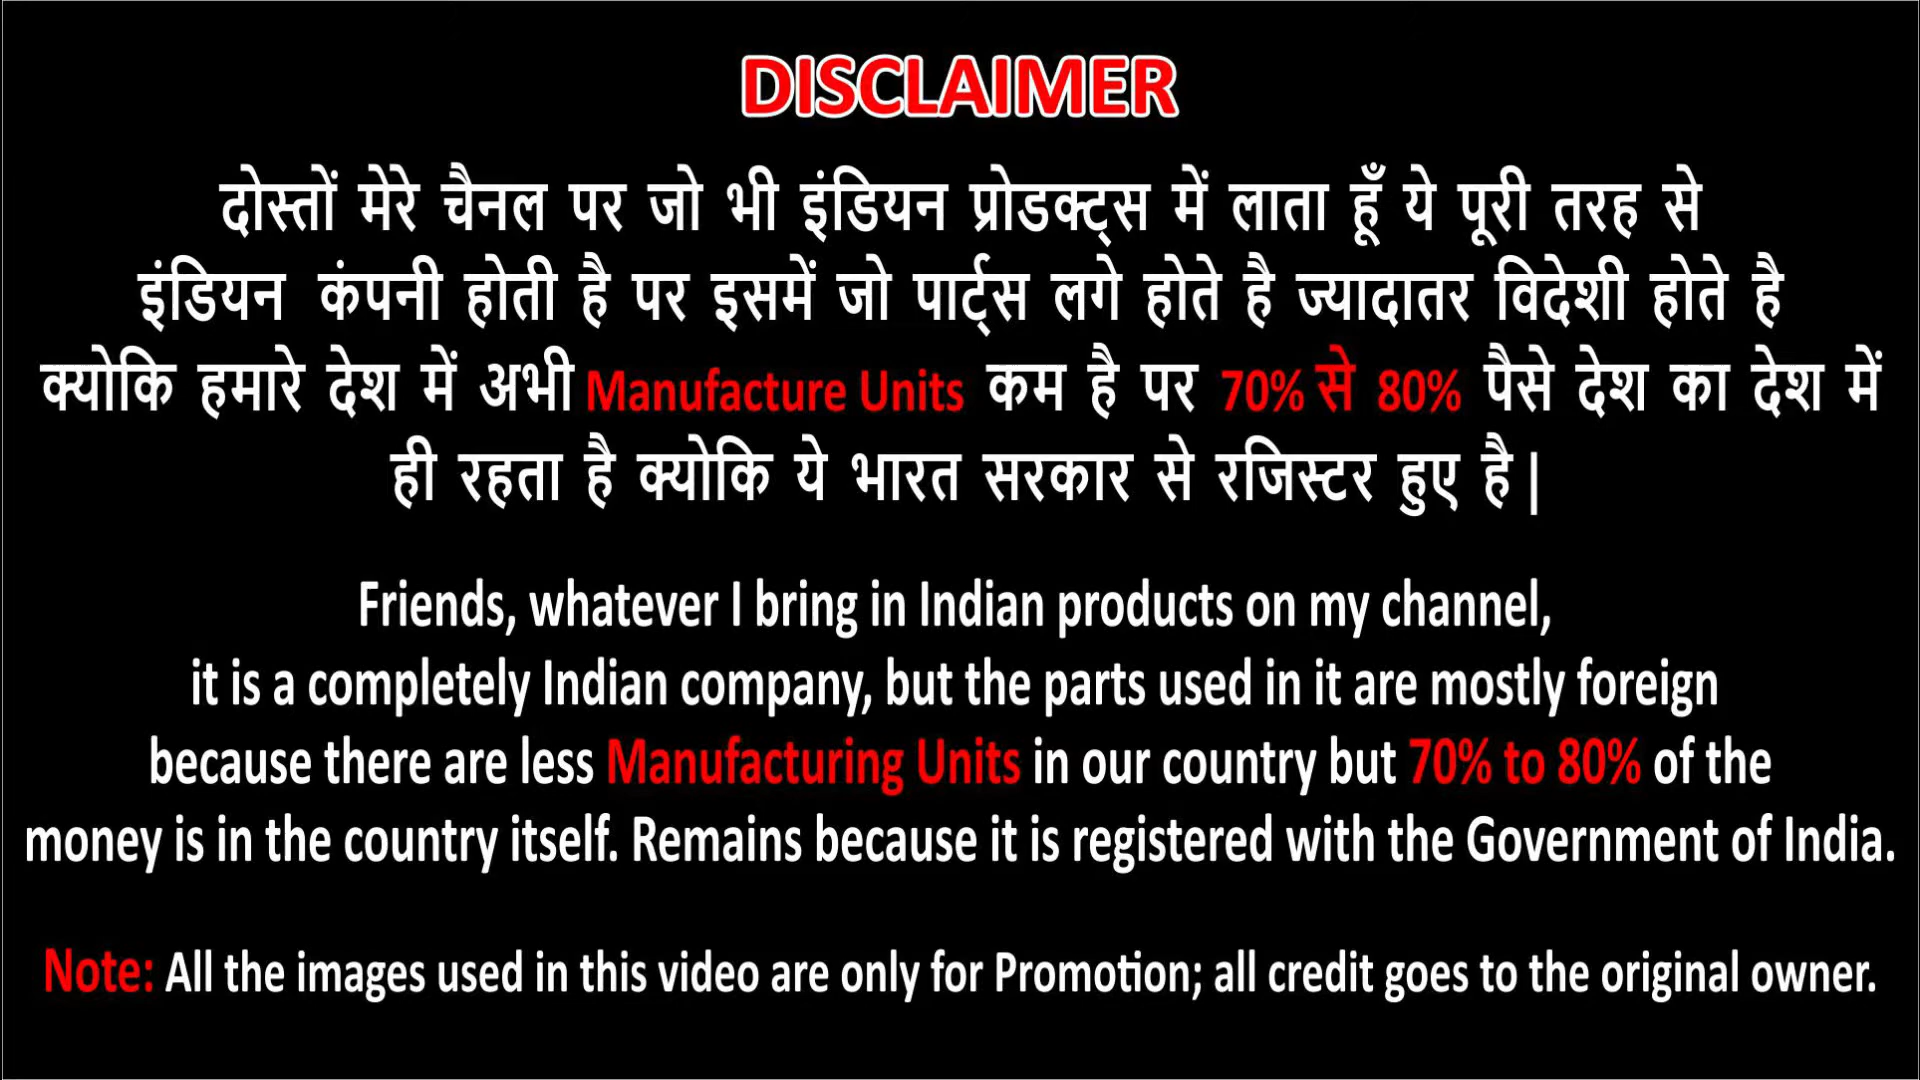 DISCLAIMER
दोस्तों मेरे चैनल पर जो भी इंडियन प्रोडक्ट्स में लाता हूँ ये पूरी तरह से
इंडियन कंपनी होती है पर इसमें जो पार्ट्स लगे होते है ज्यादातर विदेशी होते है
क्योकि हमारे देश में अभी Manufacture Units कम है पर 70% से 80% पैसे देश का देश में
ही रहता है क्योकि ये भारत सरकार से रजिस्टर हुए है|
Friends, whatever I bring in Indian products on my channel,
it is a completely Indian company, but the parts used in it are mostly foreign
because there are less Manufacturing Units in our country but 70% to 80% of the
money is in the country itself. Remains because it is registered with the Government of India.
Note: All the images used in this video are only for Promotion; all credit goes to the original owner.